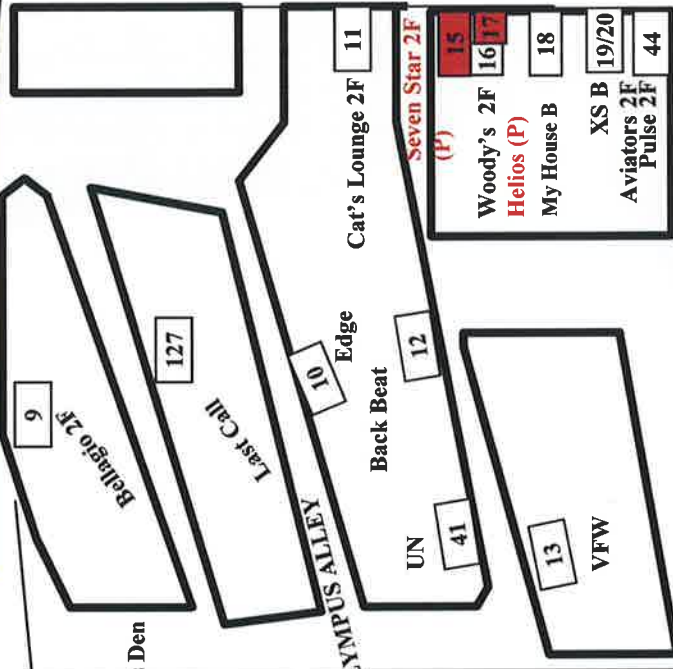 9
Bellagio 2F
127
Last Call
11
Cat's Lounge 2F
Seven Star 2F
(P)
15
17
16
Woody's 2F
Helios (P)
18
My House B
19/20
XS B
44
Aviators 2F
Pulse 2F
10
Edge
Back Beat
12
UN
41
YMPUS ALLEY
13
VFW
Den